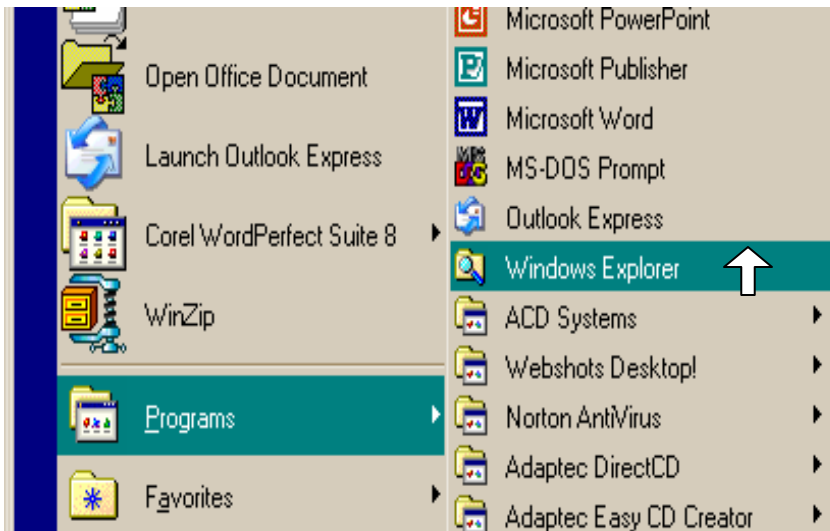 Open Office Document
Launch Outlook Express
Corel WordPerfect Suite 8
WinZip
Programs
Favorites
Microsoft PowerPoint
Microsoft Publisher
Microsoft Word
MS-DOS Prompt
Outlook Express
Windows Explorer
ACD Systems
Webshots Desktop!
Norton AntiVirus
Adaptec DirectCD
Adaptec Easy CD Creator